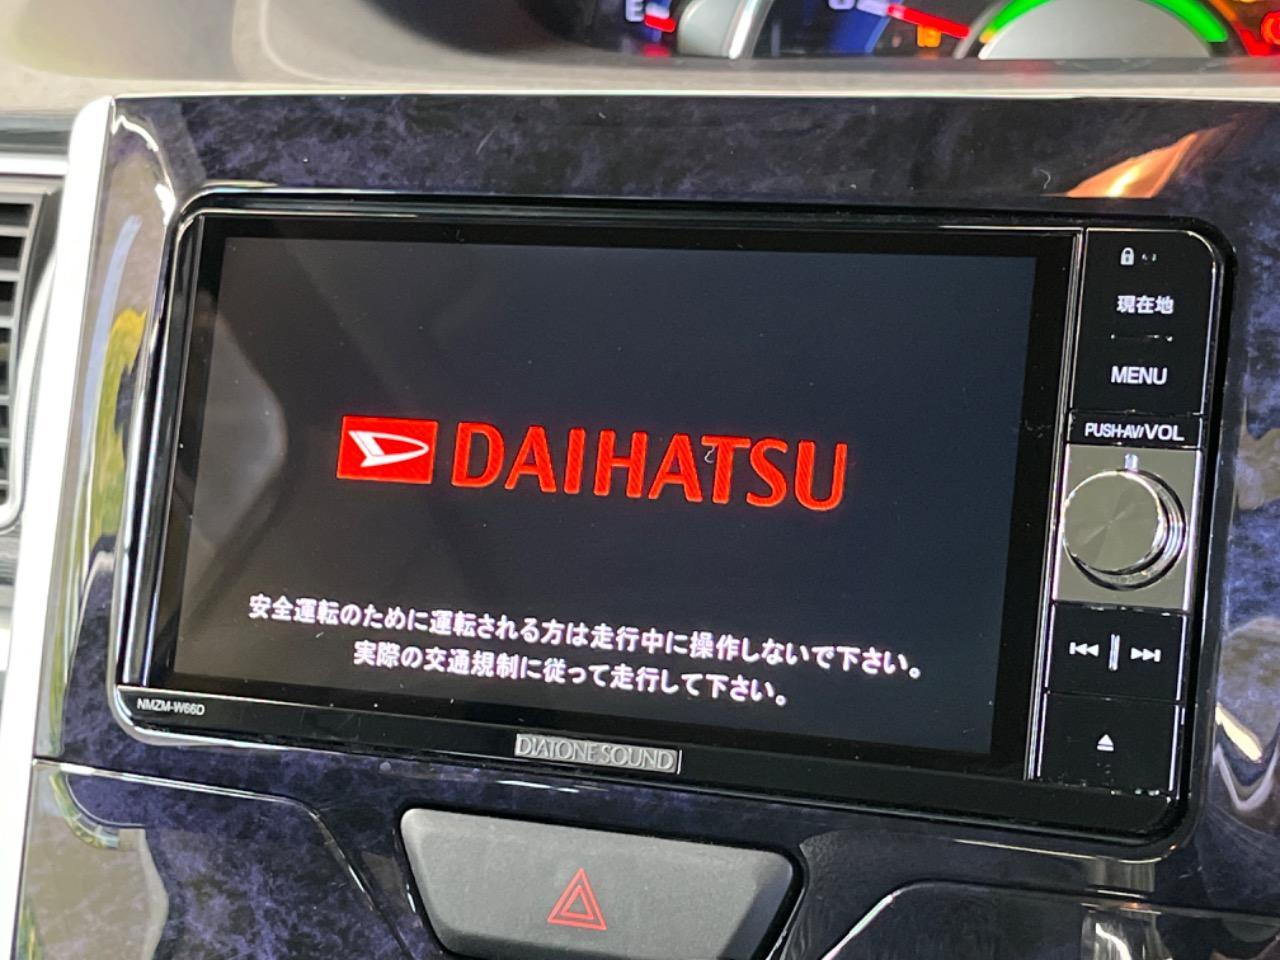 E
現在地
MENU
PUSH-AV/VOL
DAIHATSU
安全運転のために運転される方は走行中に操作しないで下さい。
実際の交通規制に従って走行して下さい。
NMZM-W66D
DIATONE SOUND